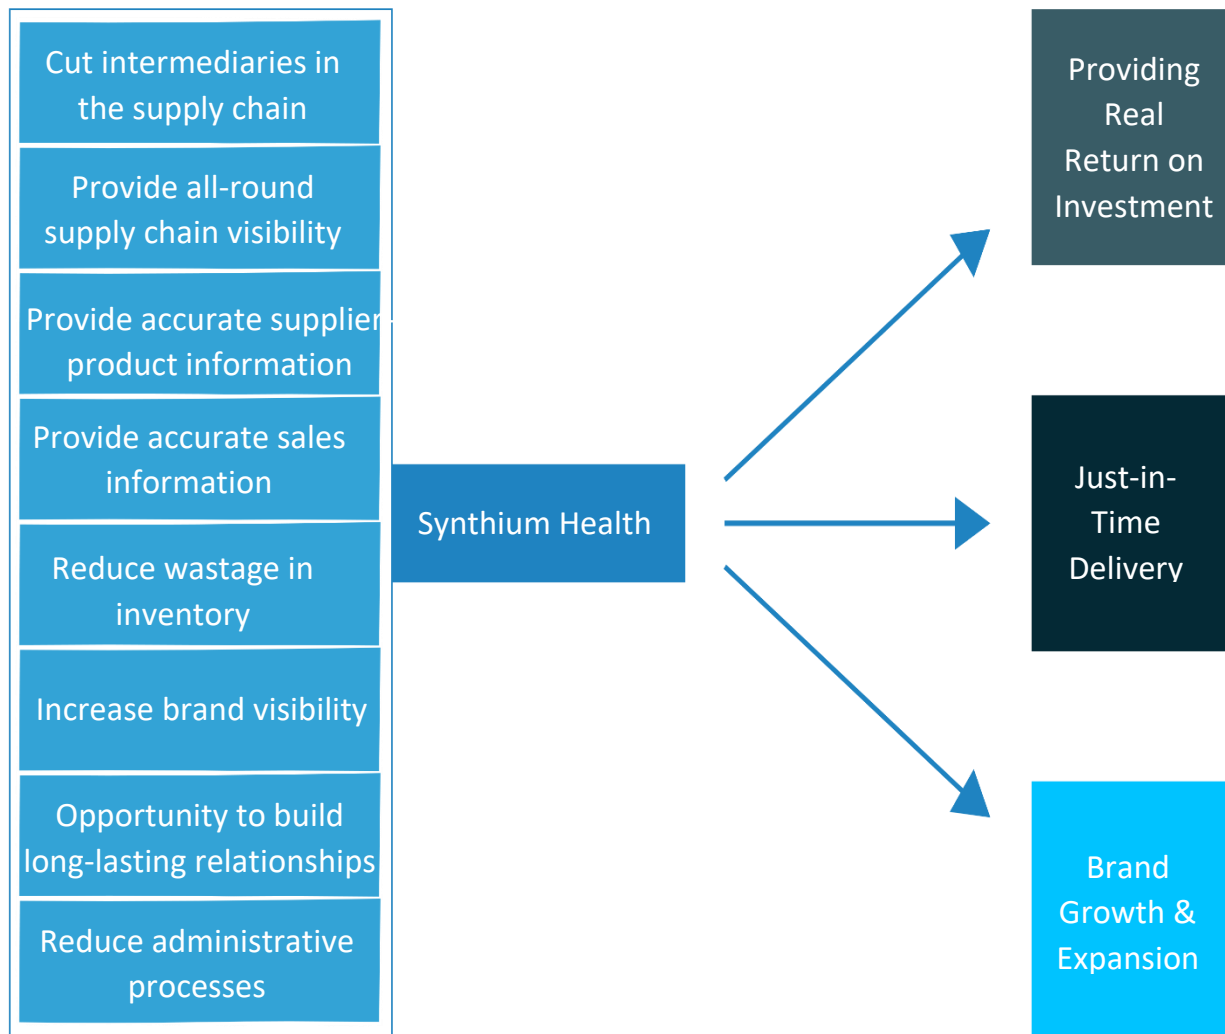 Cut intermediaries in
the supply chain
Provide all-round
supply chain visibility
Provide accurate supplier-
product information
Provide accurate sales
information
Reduce wastage in
inventory
Increase brand visibility
Opportunity to build
long-lasting relationships
Reduce administrative
processes
Synthium Health
Providing
Real
Return on
Investment
Just-in-
Time
Delivery
Brand
Growth &
Expansion